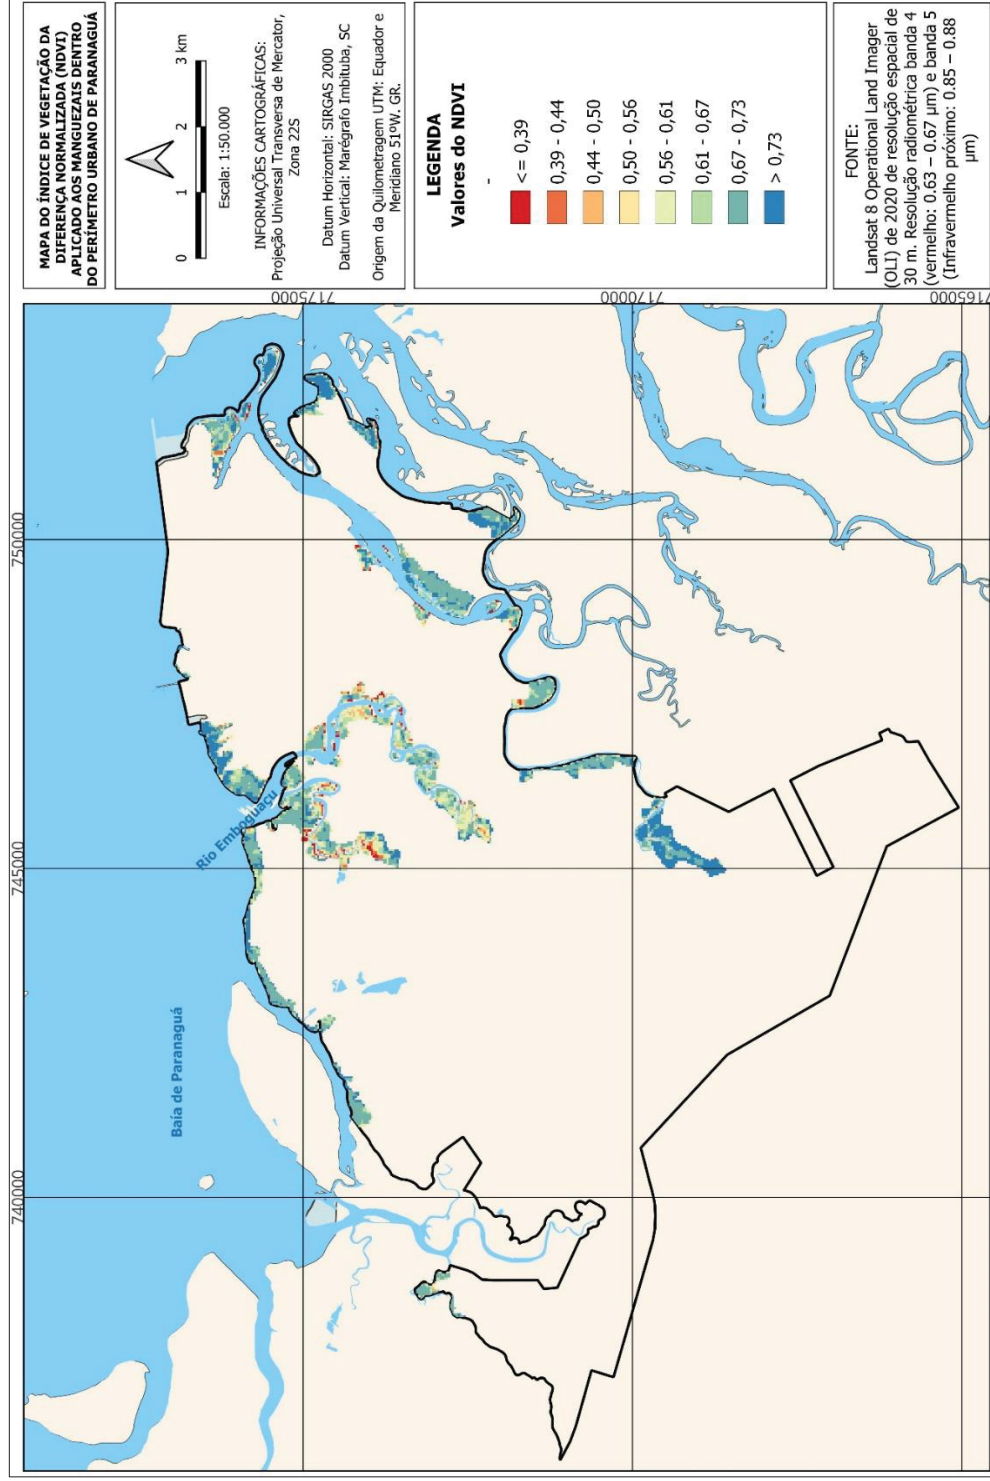 MAPA DO ÍNDICE DE VEGETAÇÃO DA
DIFERENÇA NORMALIZADA (NDVI)
APLICADO AOS MANGUEZAIS DENTRO
DO PERÍMETRO URBANO DE PARANAGUÁ
0 1 2 3 km
Escala: 1:50.000
INFORMAÇÕES CARTOGRÁFICAS:
Projeção Universal Transversa de Mercator,
Zona 22S
Datum Horizontal: SIRGAS 2000
Datum Vertical: Marégrafo Imbituba, SC
Origem da Quilometragem UTM: Equador e
Meridiano 51ºW. GR.
LEGENDA
Valores do NDVI
-
<= 0,39
0,39 - 0,44
0,44 - 0,50
0,50 - 0,56
0,56 - 0,61
0,61 - 0,67
0,67 - 0,73
> 0,73
FONTE:
Landsat 8 Operational Land Imager
(OLI) de 2020 de resolução espacial de
30 m. Resolução radiométrica banda 4
(vermelho: 0.63 – 0.67 µm) e banda 5
(Infravermelho próximo: 0.85 – 0.88
µm)
740000
745000
750000
7175000
7170000
7165000
Baía de Paranaguá
Rio Emboguaçu